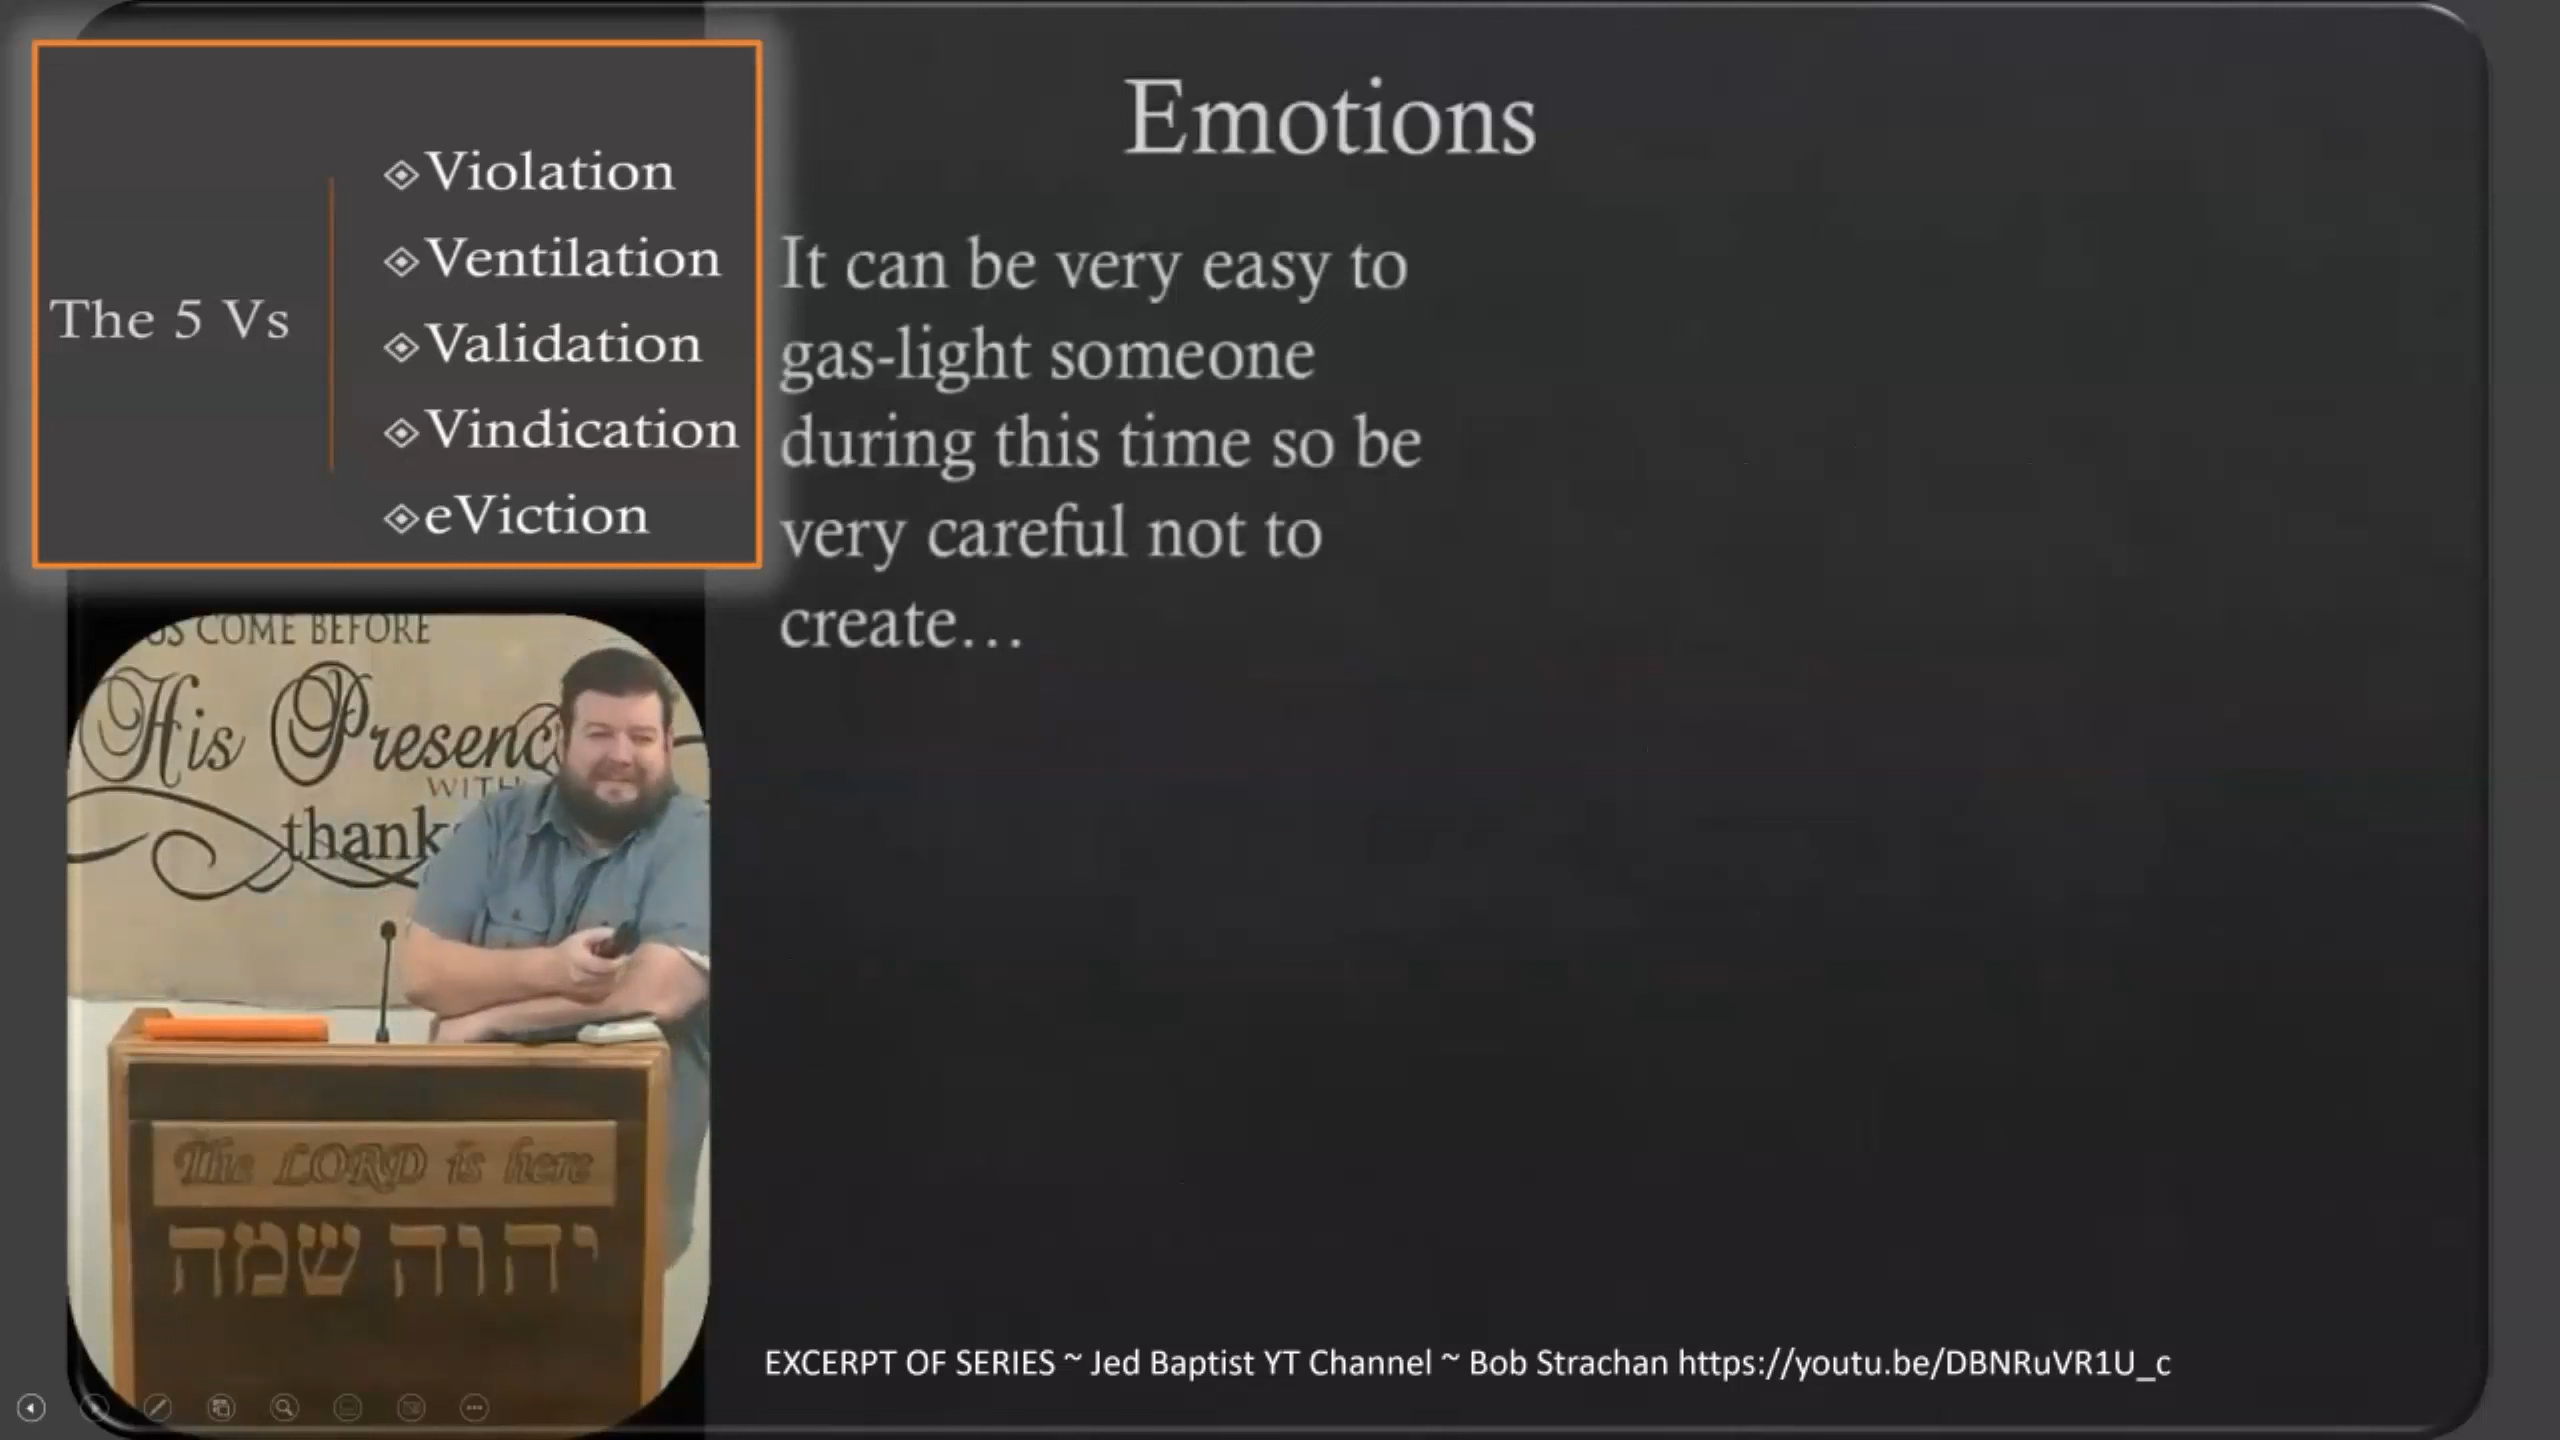 The 5 Vs
Violation
Ventilation
Validation
Vindication
eViction
Emotions
It can be very easy to
gas-light someone
during this time so be
very careful not to
create…
US COME BEFORE
His Presence
WITH
thank
The LORD is here
יהוה שמה
EXCERPT OF SERIES ~ Jed Baptist YT Channel ~ Bob Strachan https://youtu.be/DBNRuVR1U_c